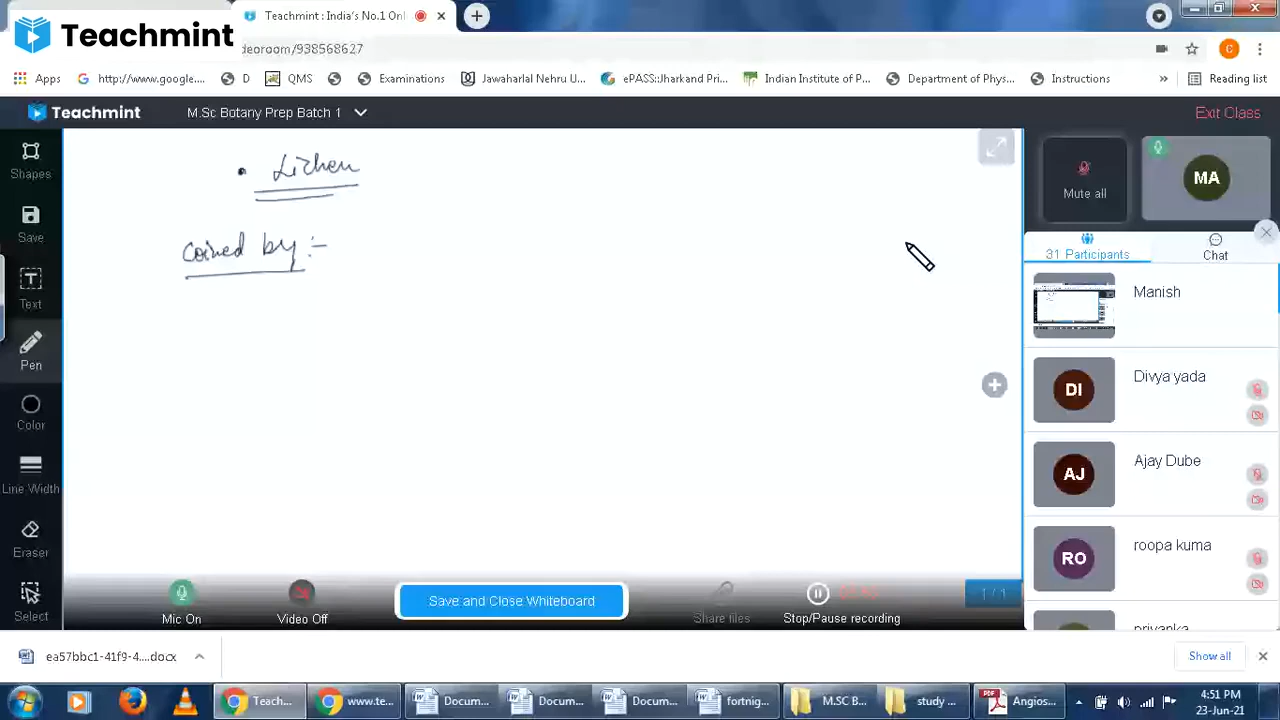 Teachmint : India's No.1 Onl
Teachmint
deoroom/938568627
G
Apps
http://www.google....
D
QMS
Examinations
Jawaharlal Nehru U...
ePASS::Jharkand Pri...
Indian Institute of P...
Department of Phys...
Instructions
»
Reading list
Teachmint
M.Sc Botany Prep Batch 1
Exit Class
Shapes
Save
Text
Pen
Color
Line Width
Eraser
Select
• Lichen
Coined by :-
Mute all
MA
31 Participants
Chat
Manish
DI
Divya yada
AJ
Ajay Dube
RO
roopa kuma
priyanka
Mic On
Video Off
Save and Close Whiteboard
Share files
Stop/Pause recording
1 / 1
ea57bbc1-41f9-4....docx
Show all
Teach...
www.te...
Docum...
Docum...
Docum...
fortnig...
M.SC B...
study ...
PDF
Angios...
4:51 PM
23-Jun-21